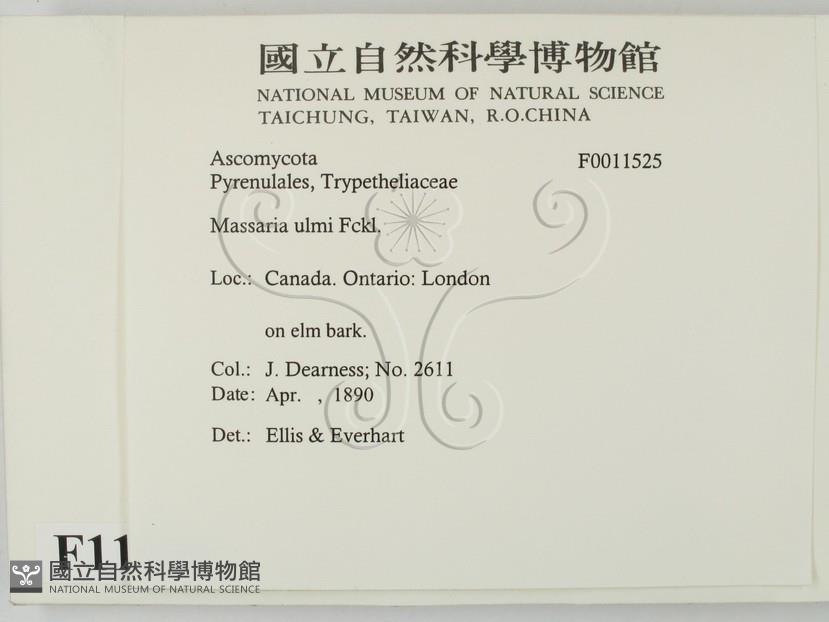 國立自然科學博物館
NATIONAL MUSEUM OF NATURAL SCIENCE
TAICHUNG, TAIWAN, R.O.CHINA
Ascomycota F0011525
Pyrenulales, Trypetheliaceae
Massaria ulmi Fckl.
Loc.: Canada. Ontario: London
on elm bark.
Col.: J. Dearness; No. 2611
Date: Apr. , 1890
Det.: Ellis & Everhart
F11
國立自然科學博物館
NATIONAL MUSEUM OF NATURAL SCIENCE